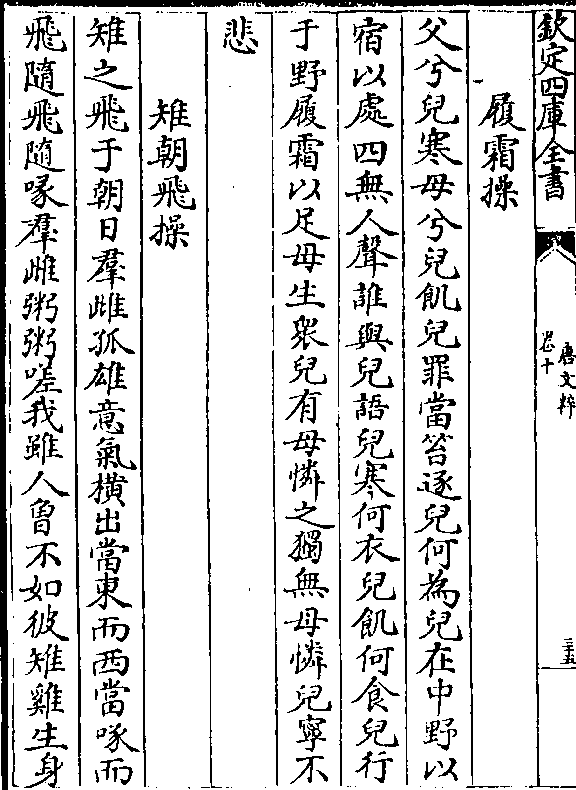 欽定四庫全書
唐文粹
卷十
三十五
履霜操
父兮兒寒母兮兒飢兒罪當笞逐兒何為兒在中野以
宿以處四無人聲誰與兒語兒寒何衣兒飢何食兒行
于野履霜以足母生衆兒有母憐之獨無母憐兒寧不
悲
雉朝飛操
雉之飛于朝日羣雌孤雄意氣橫出當東而西當啄而
飛隨飛隨啄羣雌粥粥嗟我雖人曾不如彼雉雞生身